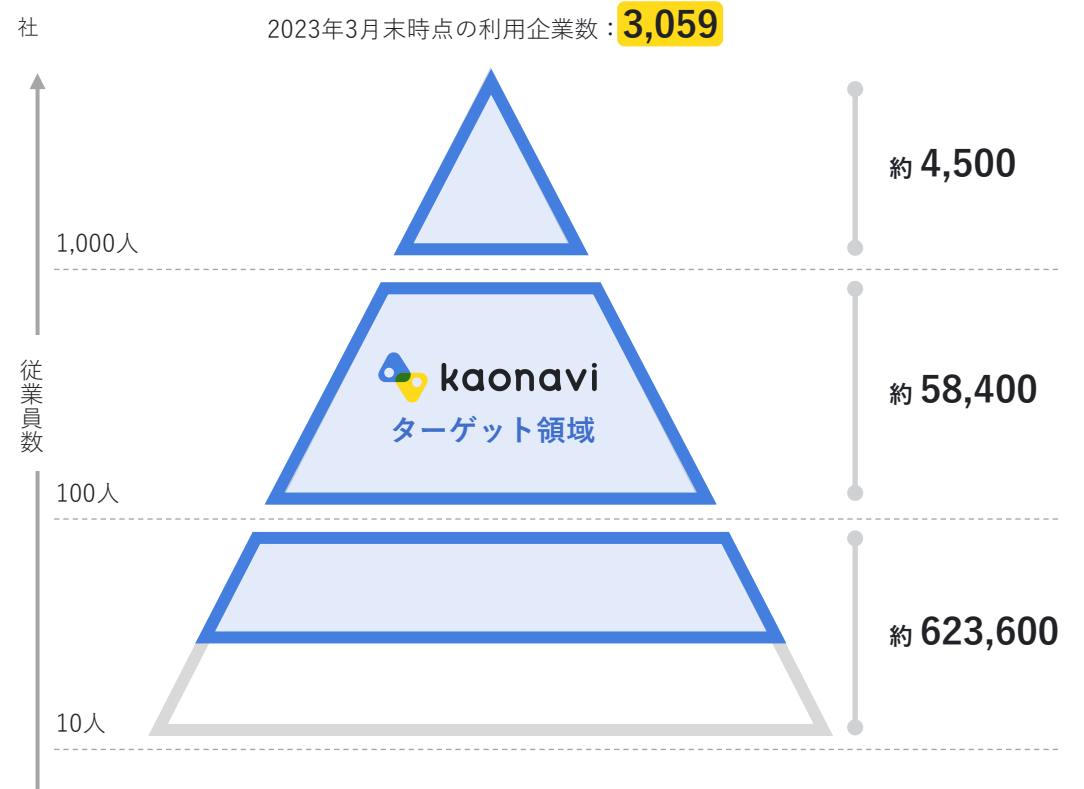 社
2023年3月末時点の利用企業数：3,059
約 4,500
1,000人
kaonavi
ターゲット領域
約 58,400
従業員数
100人
約 623,600
10人